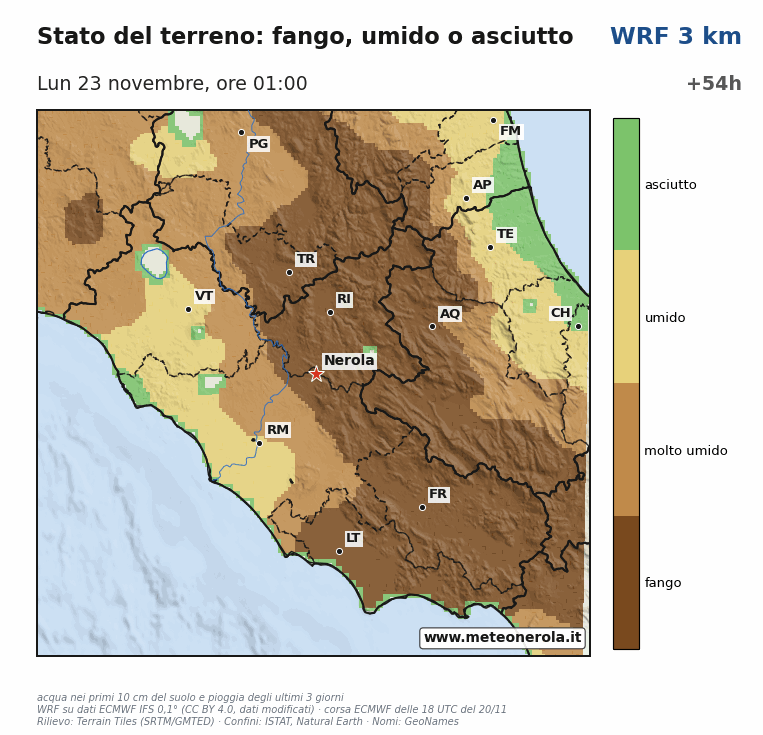 Stato del terreno: fango, umido o asciutto
WRF 3 km
Lun 23 novembre, ore 01:00
+54h
PG
FM
AP
TE
TR
VT
RI
AQ
CH
Nerola
RM
FR
LT
www.meteonerola.it
asciutto
umido
molto umido
fango
acqua nei primi 10 cm del suolo e pioggia degli ultimi 3 giorni
WRF su dati ECMWF IFS 0,1° (CC BY 4.0, dati modificati) · corsa ECMWF delle 18 UTC del 20/11
Rilievo: Terrain Tiles (SRTM/GMTED) · Confini: ISTAT, Natural Earth · Nomi: GeoNames